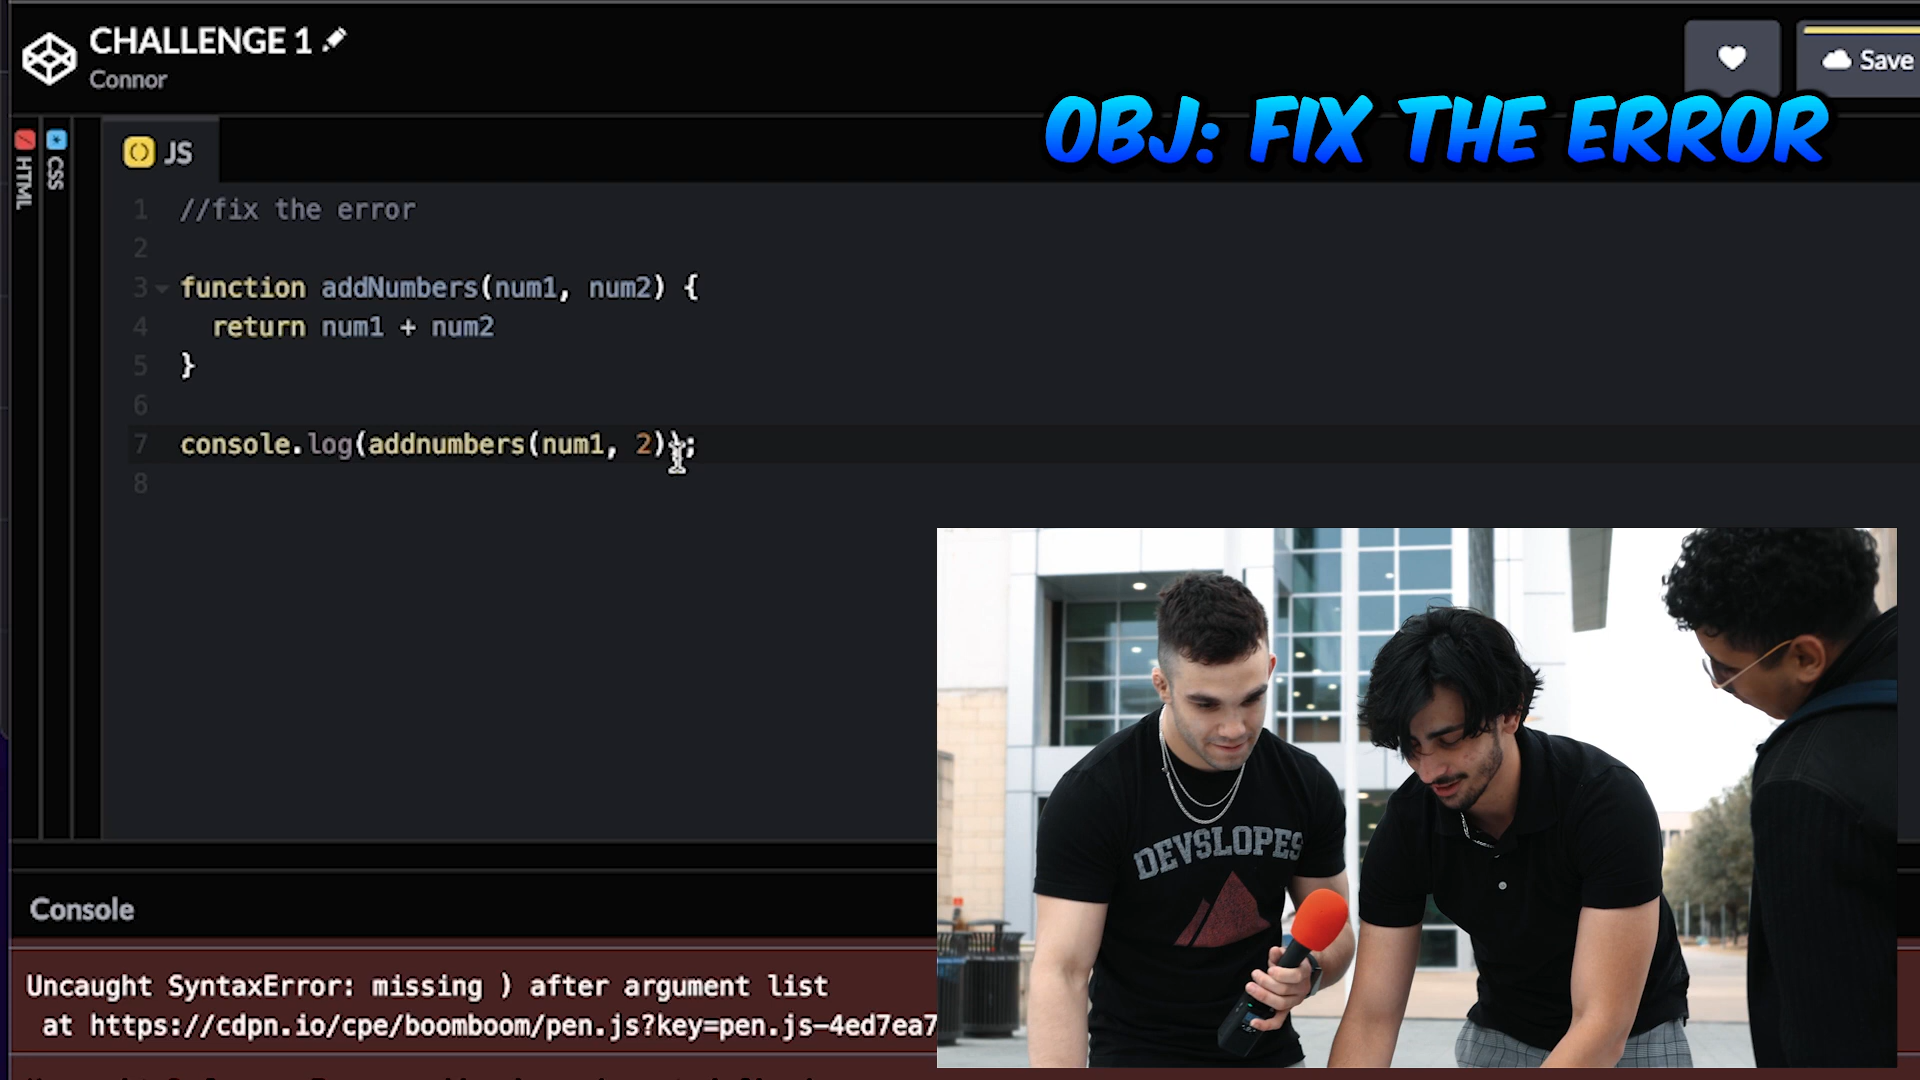 CHALLENGE 1
Connor
Save
OBJ: FIX THE ERROR
HTML
CSS
JS
1 //fix the error
2
3 function addNumbers(num1, num2) {
4 return num1 + num2
5 }
6
7 console.log(addnumbers(num1, 2));
8
DEVSLOPES
Console
Uncaught SyntaxError: missing ) after argument list
at https://cdpn.io/cpe/boomboom/pen.js?key=pen.js-4ed7ea7